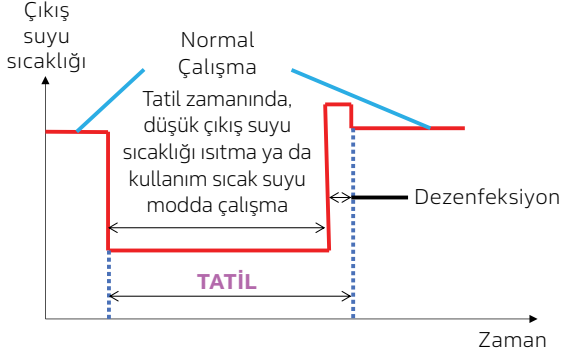 Çıkış
suyu
sıcaklığı
Normal
Çalışma
Tatil zamanında,
düşük çıkış suyu
sıcaklığı ısıtma ya da
kullanım sıcak suyu
modda çalışma
Dezenfeksiyon
TATİL
Zaman